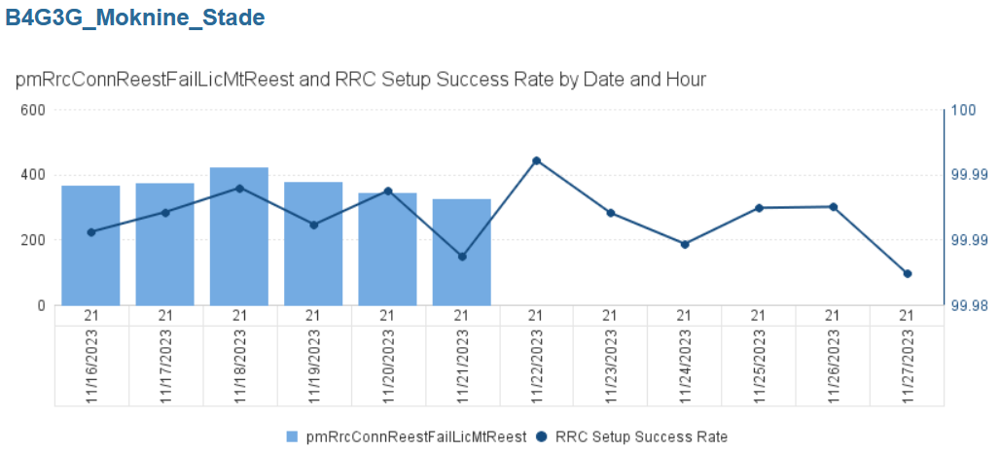 B4G3G_Moknine_Stade
pmRrcConnReestFailLicMtReest and RRC Setup Success Rate by Date and Hour
600 100
400 99.99
200 99.99
0 99.98
21 21 21 21 21 21 21 21 21 21 21 21
11/16/2023 11/17/2023 11/18/2023 11/19/2023 11/20/2023 11/21/2023 11/22/2023 11/23/2023 11/24/2023 11/25/2023 11/26/2023 11/27/2023
pmRrcConnReestFailLicMtReest RRC Setup Success Rate